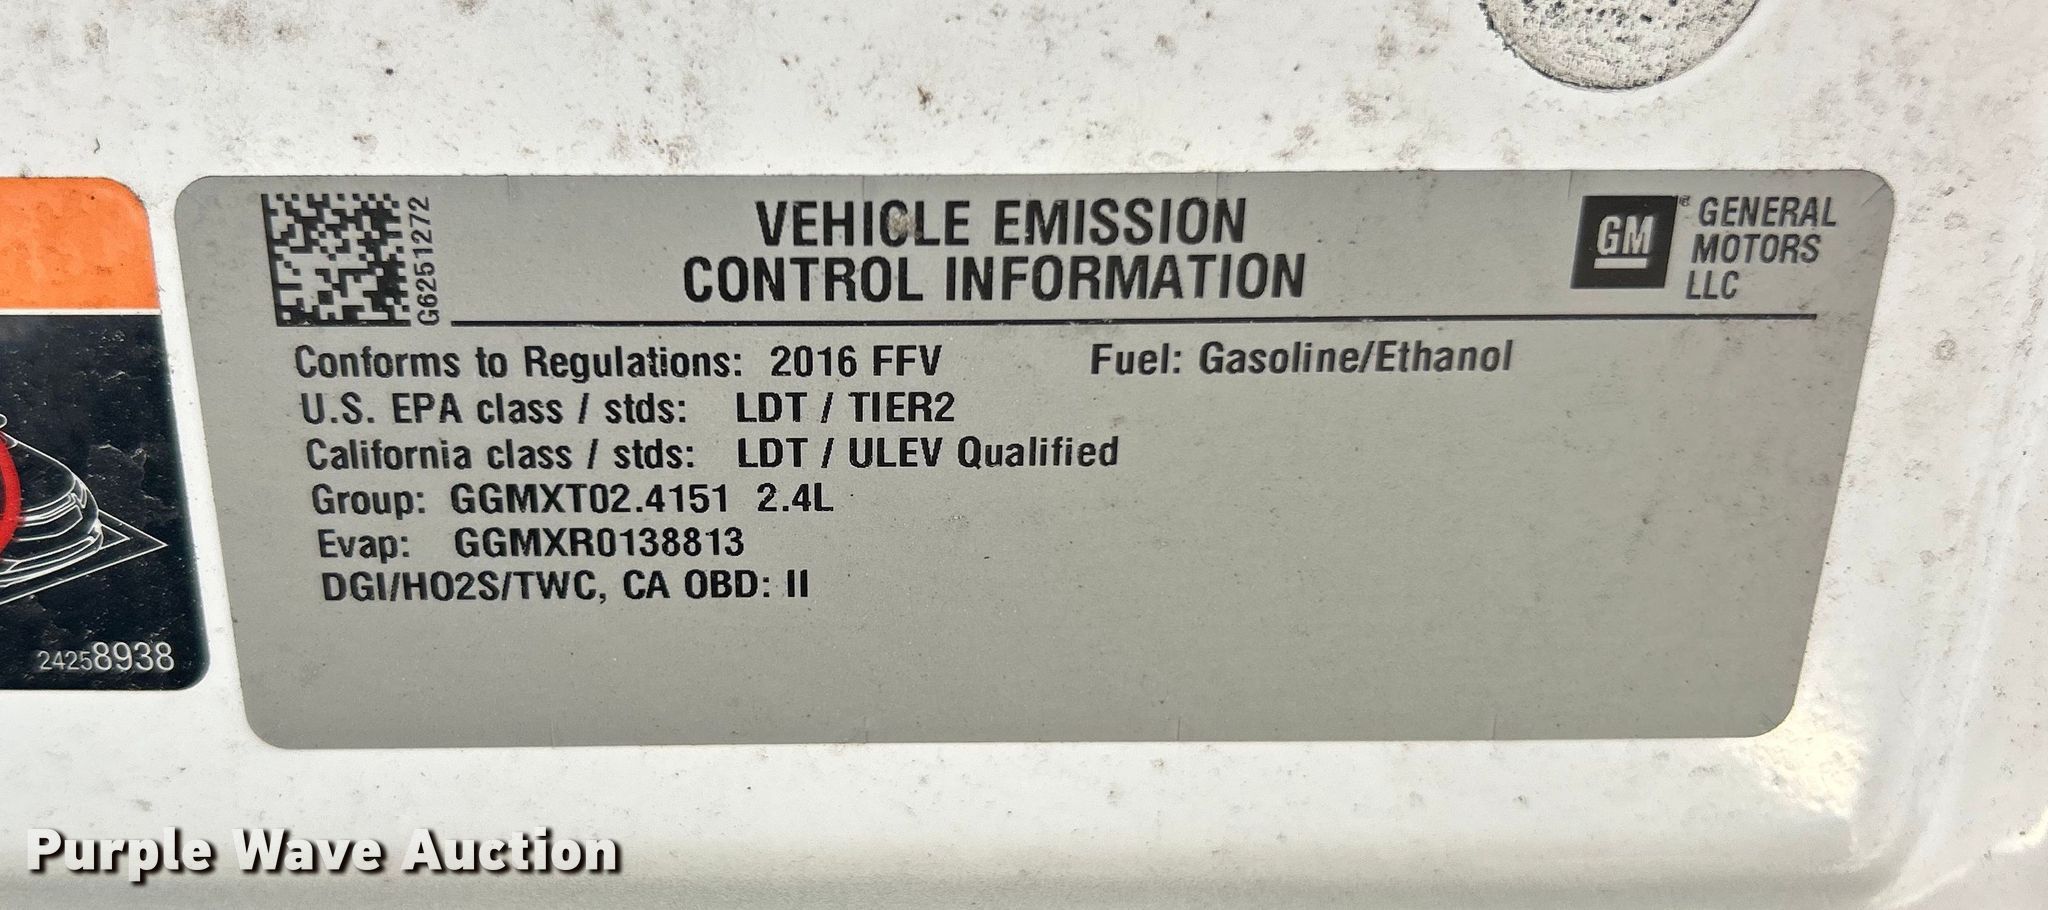 G6251272
VEHICLE EMISSION
CONTROL INFORMATION
GM
® GENERAL
MOTORS
LLC
Conforms to Regulations: 2016 FFV Fuel: Gasoline/Ethanol
U.S. EPA class / stds: LDT / TIER2
California class / stds: LDT / ULEV Qualified
Group: GGMXT02.4151 2.4L
Evap: GGMXR0138813
DGI/HO2S/TWC, CA OBD: II
24258938
Purple Wave Auction